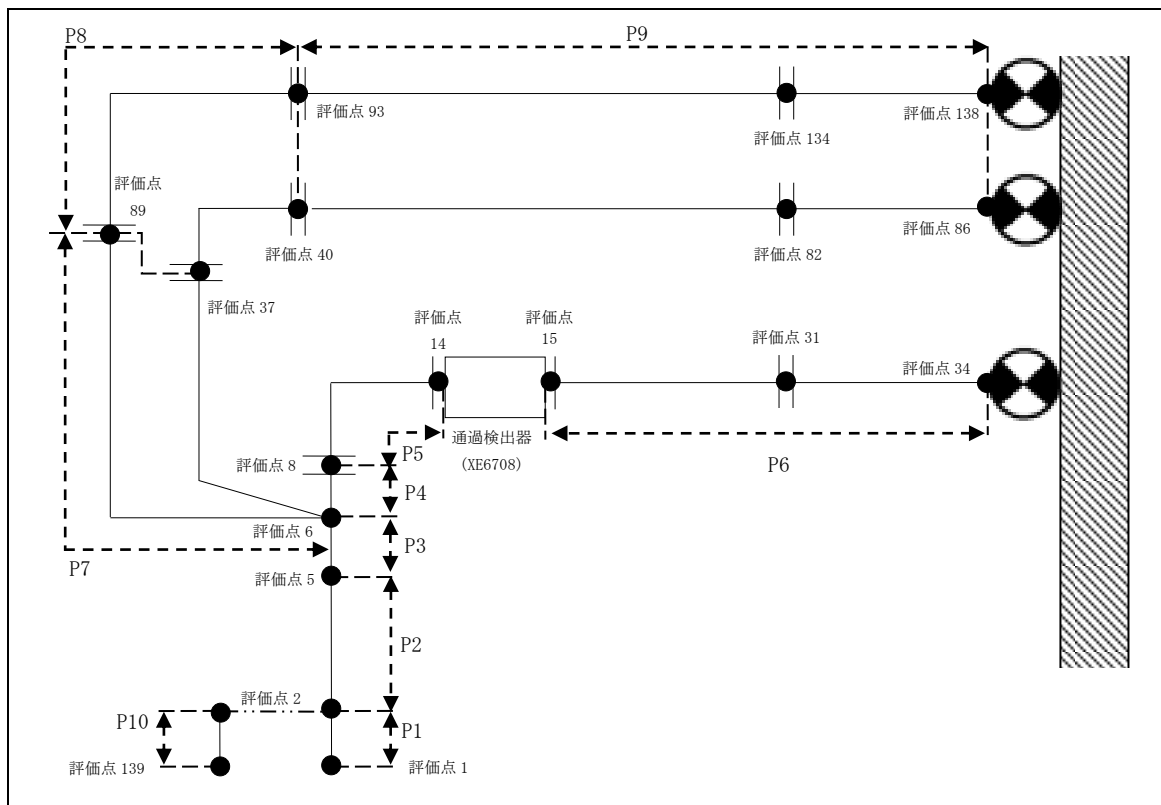 P8
P9
評価点 93
評価点 134
評価点 138
評価点
89
評価点 40
評価点 82
評価点 86
評価点 37
評価点
14
評価点
15
評価点 31
評価点 34
通過検出器
(XE6708)
P5
P6
評価点 8
P4
評価点 6
P3
P7
評価点 5
P2
評価点 2
P10
P1
評価点 139
評価点 1